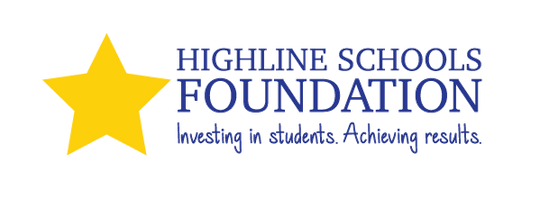 HIGHLINE SCHOOLS
FOUNDATION
Investing in students. Achieving results.